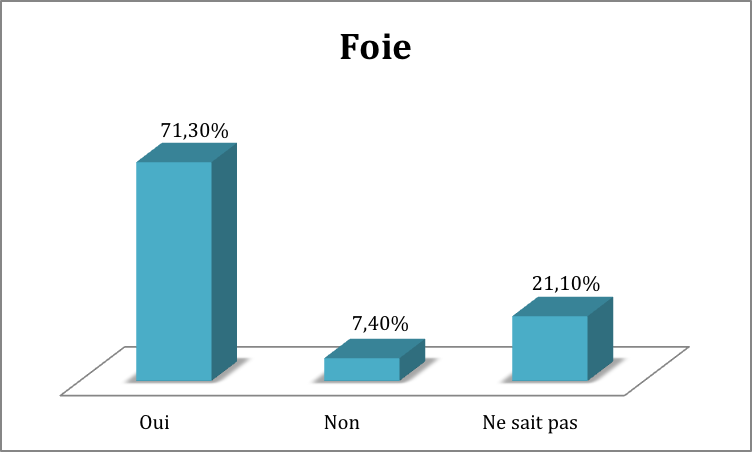 Foie
71,30%
7,40%
21,10%
Oui
Non
Ne sait pas